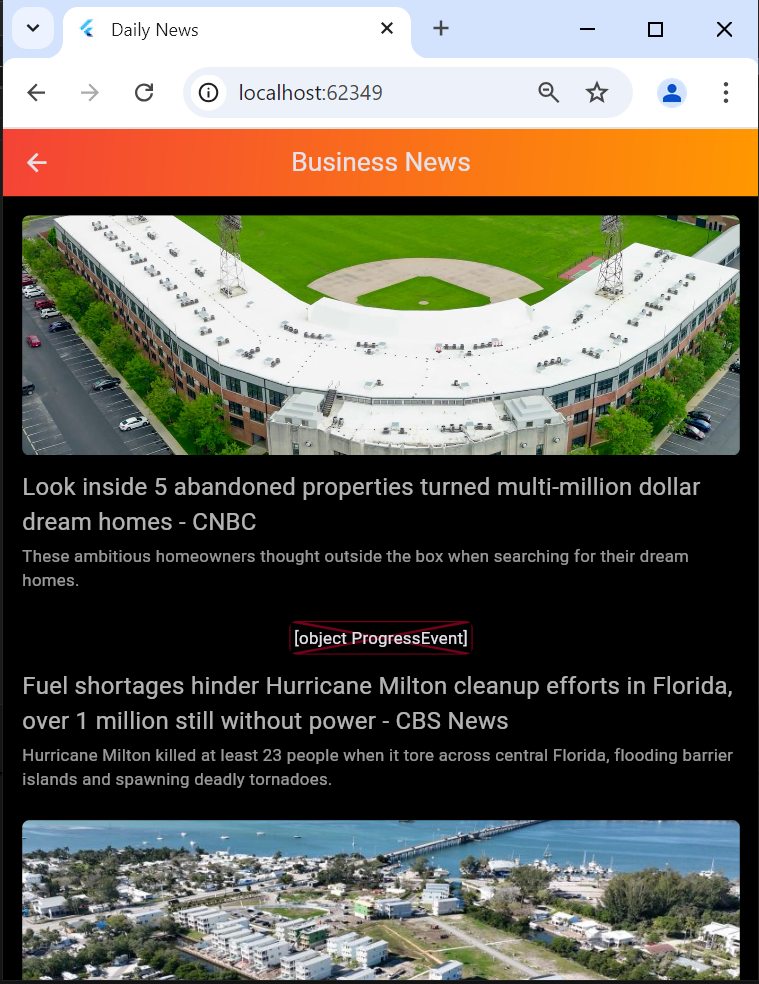 Daily News
localhost:62349
Business News
Look inside 5 abandoned properties turned multi-million dollar
dream homes - CNBC
These ambitious homeowners thought outside the box when searching for their dream
homes.
[object ProgressEvent]
Fuel shortages hinder Hurricane Milton cleanup efforts in Florida,
over 1 million still without power - CBS News
Hurricane Milton killed at least 23 people when it tore across central Florida, flooding barrier
islands and spawning deadly tornadoes.